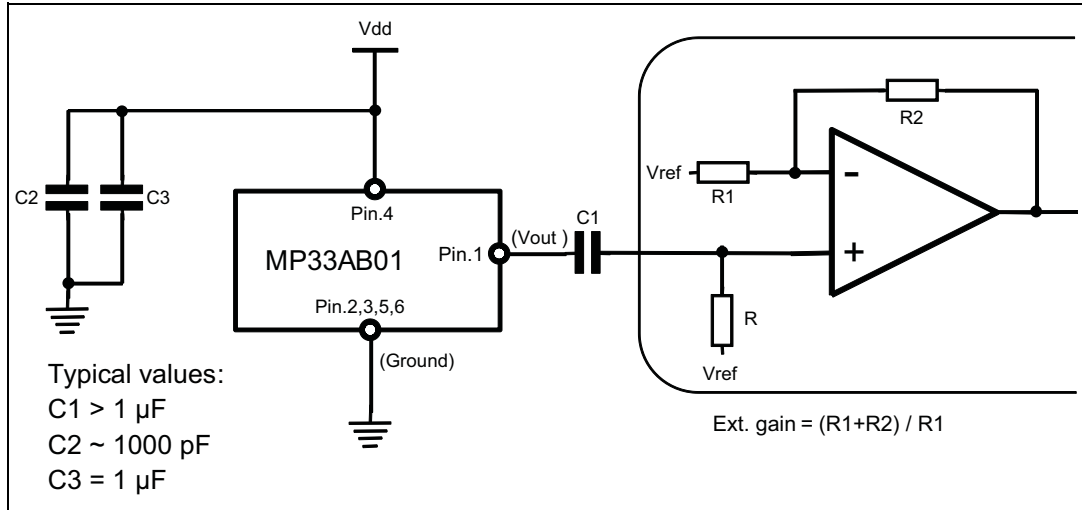 Vdd
C2
C3
Pin.4
MP33AB01
Pin.1
(Vout )
C1
Pin.2,3,5,6
(Ground)
Vref
R1
R2
-
+
R
Vref
Typical values:
C1 > 1 µF
C2 ~ 1000 pF
C3 = 1 µF
Ext. gain = (R1+R2) / R1